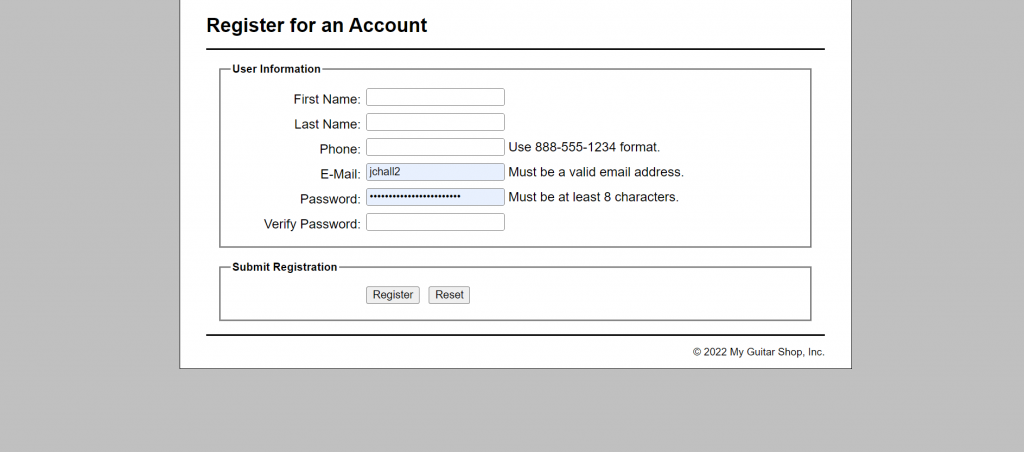 Register for an Account
User Information
First Name:
Last Name:
Phone: Use 888-555-1234 format.
E-Mail: jchall2 Must be a valid email address.
Password: •••••••••••••••••••••••• Must be at least 8 characters.
Verify Password:
Submit Registration
Register Reset
© 2022 My Guitar Shop, Inc.